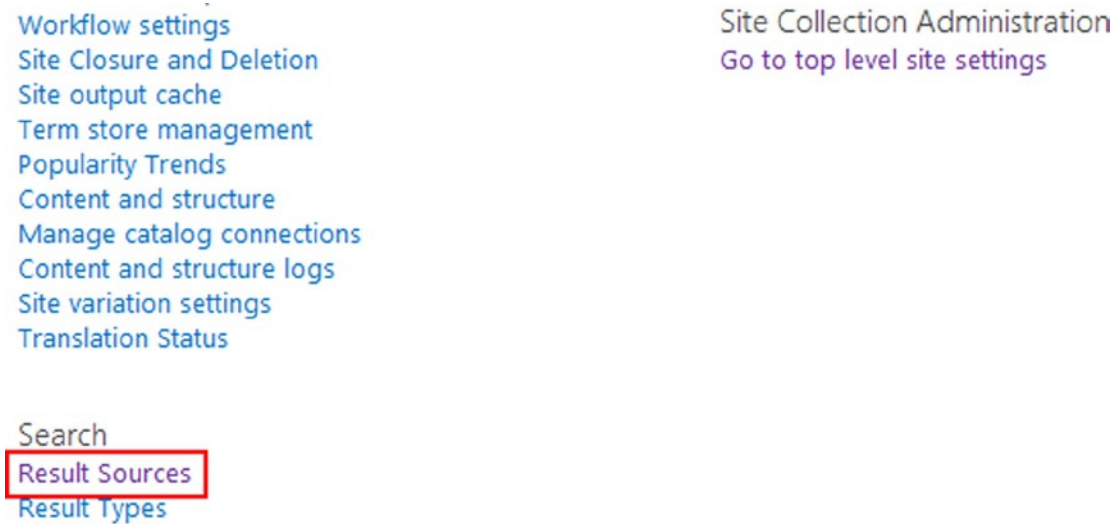 Workflow settings
Site Closure and Deletion
Site output cache
Term store management
Popularity Trends
Content and structure
Manage catalog connections
Content and structure logs
Site variation settings
Translation Status
Search
Result Sources
Result Types
Site Collection Administration
Go to top level site settings